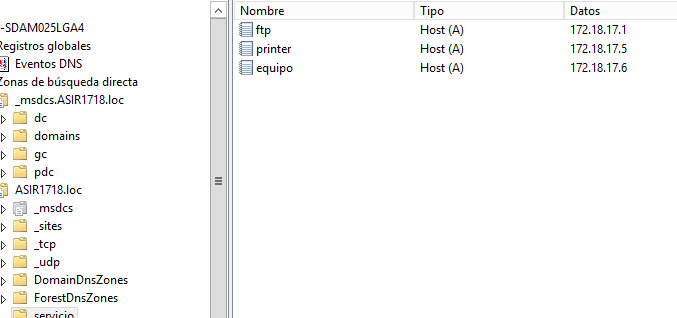 -SDAM025LGA4
Registros globales
Eventos DNS
Zonas de búsqueda directa
_msdcs.ASIR1718.loc
dc
domains
gc
pdc
ASIR1718.loc
_msdcs
_sites
_tcp
_udp
DomainDnsZones
ForestDnsZones
servicio
Nombre Tipo Datos
ftp Host (A) 172.18.17.1
printer Host (A) 172.18.17.5
equipo Host (A) 172.18.17.6